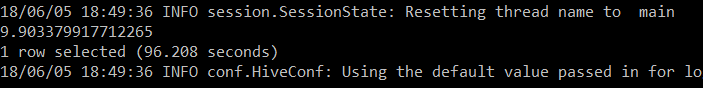 18/06/05 18:49:36 INFO session.SessionState: Resetting thread name to  main
9.903379917712265
1 row selected (96.208 seconds)
18/06/05 18:49:36 INFO conf.HiveConf: Using the default value passed in for lo